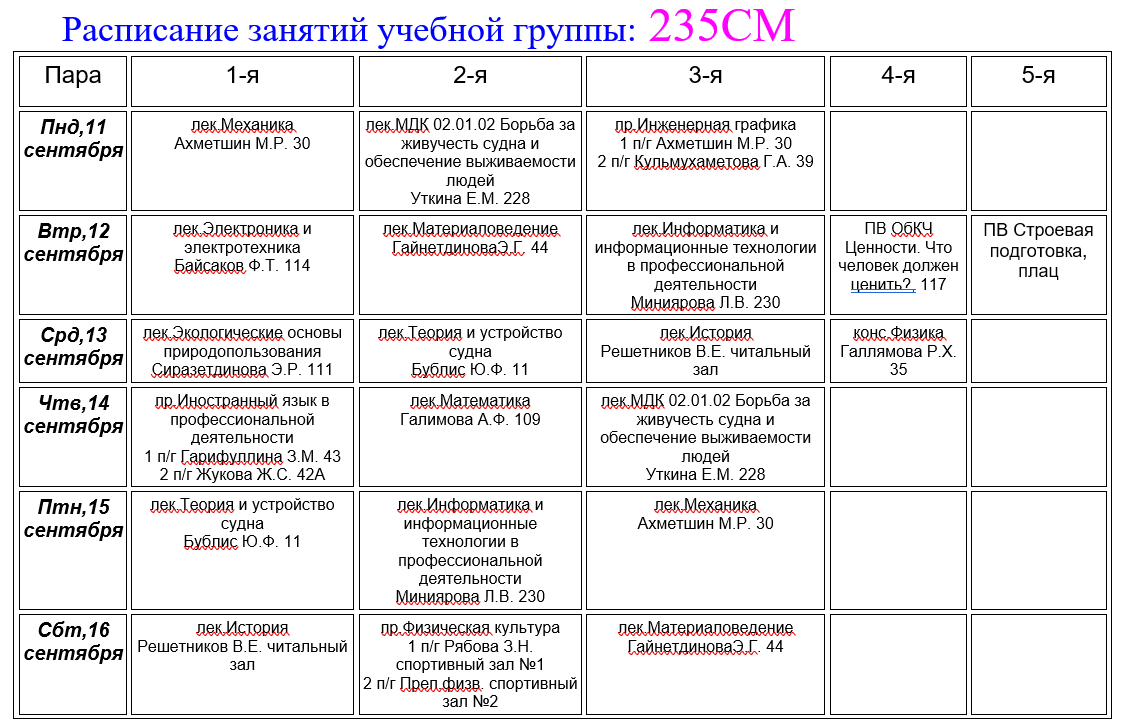 Расписание занятий учебной группы: 235СМ
Пара
1-я
2-я
3-я
4-я
5-я
Пнд,11
сентября
лек.Механика
Ахметшин М.Р. 30
лек.МДК 02.01.02 Борьба за
живучесть судна и
обеспечение выживаемости
людей
Уткина Е.М. 228
пр.Инженерная графика
1 п/г Ахметшин М.Р. 30
2 п/г Кульмухаметова Г.А. 39
Втр,12
сентября
лек.Электроника и
электротехника
Байсаков Ф.Т. 114
лек.Материаловедение
ГайнетдиноваЭ.Г. 44
лек.Информатика и
информационные технологии
в профессиональной
деятельности
Миниярова Л.В. 230
ПВ ОбКЧ
Ценности. Что
человек должен
ценить?, 117
ПВ Строевая
подготовка,
плац
Срд,13
сентября
лек.Экологические основы
природопользования
Сиразетдинова Э.Р. 111
лек.Теория и устройство
судна
Бублис Ю.Ф. 11
лек.История
Решетников В.Е. читальный
зал
конс.Физика
Галлямова Р.Х.
35
Чтв,14
сентября
пр.Иностранный язык в
профессиональной
деятельности
1 п/г Гарифуллина З.М. 43
2 п/г Жукова Ж.С. 42А
лек.Математика
Галимова А.Ф. 109
лек.МДК 02.01.02 Борьба за
живучесть судна и
обеспечение выживаемости
людей
Уткина Е.М. 228
Птн,15
сентября
лек.Теория и устройство
судна
Бублис Ю.Ф. 11
лек.Информатика и
информационные
технологии в
профессиональной
деятельности
Миниярова Л.В. 230
лек.Механика
Ахметшин М.Р. 30
Сбт,16
сентября
лек.История
Решетников В.Е. читальный
зал
пр.Физическая культура
1 п/г Рябова З.Н.
спортивный зал №1
2 п/г Преп.физв. спортивный
зал №2
лек.Материаловедение
ГайнетдиноваЭ.Г. 44